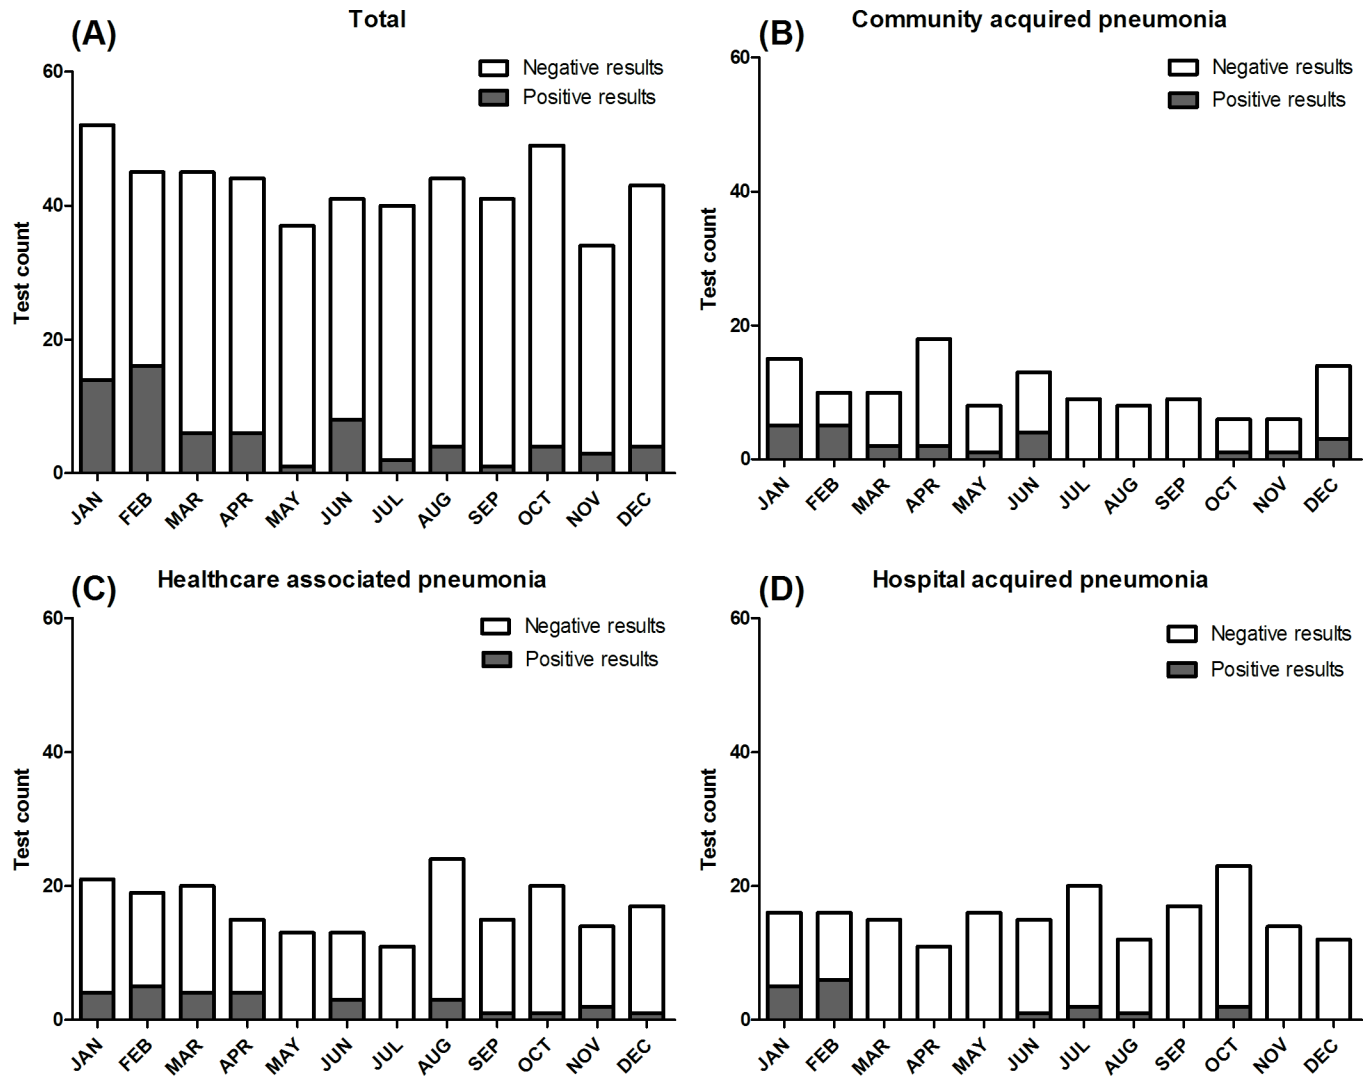 (A)
Total
Negative results
Positive results
Test count
60
40
20
0
JAN FEB MAR APR MAY JUN JUL AUG SEP OCT NOV DEC
(B)
Community acquired pneumonia
Negative results
Positive results
Test count
60
40
20
0
JAN FEB MAR APR MAY JUN JUL AUG SEP OCT NOV DEC
(C)
Healthcare associated pneumonia
Negative results
Positive results
Test count
60
40
20
0
JAN FEB MAR APR MAY JUN JUL AUG SEP OCT NOV DEC
(D)
Hospital acquired pneumonia
Negative results
Positive results
Test count
60
40
20
0
JAN FEB MAR APR MAY JUN JUL AUG SEP OCT NOV DEC